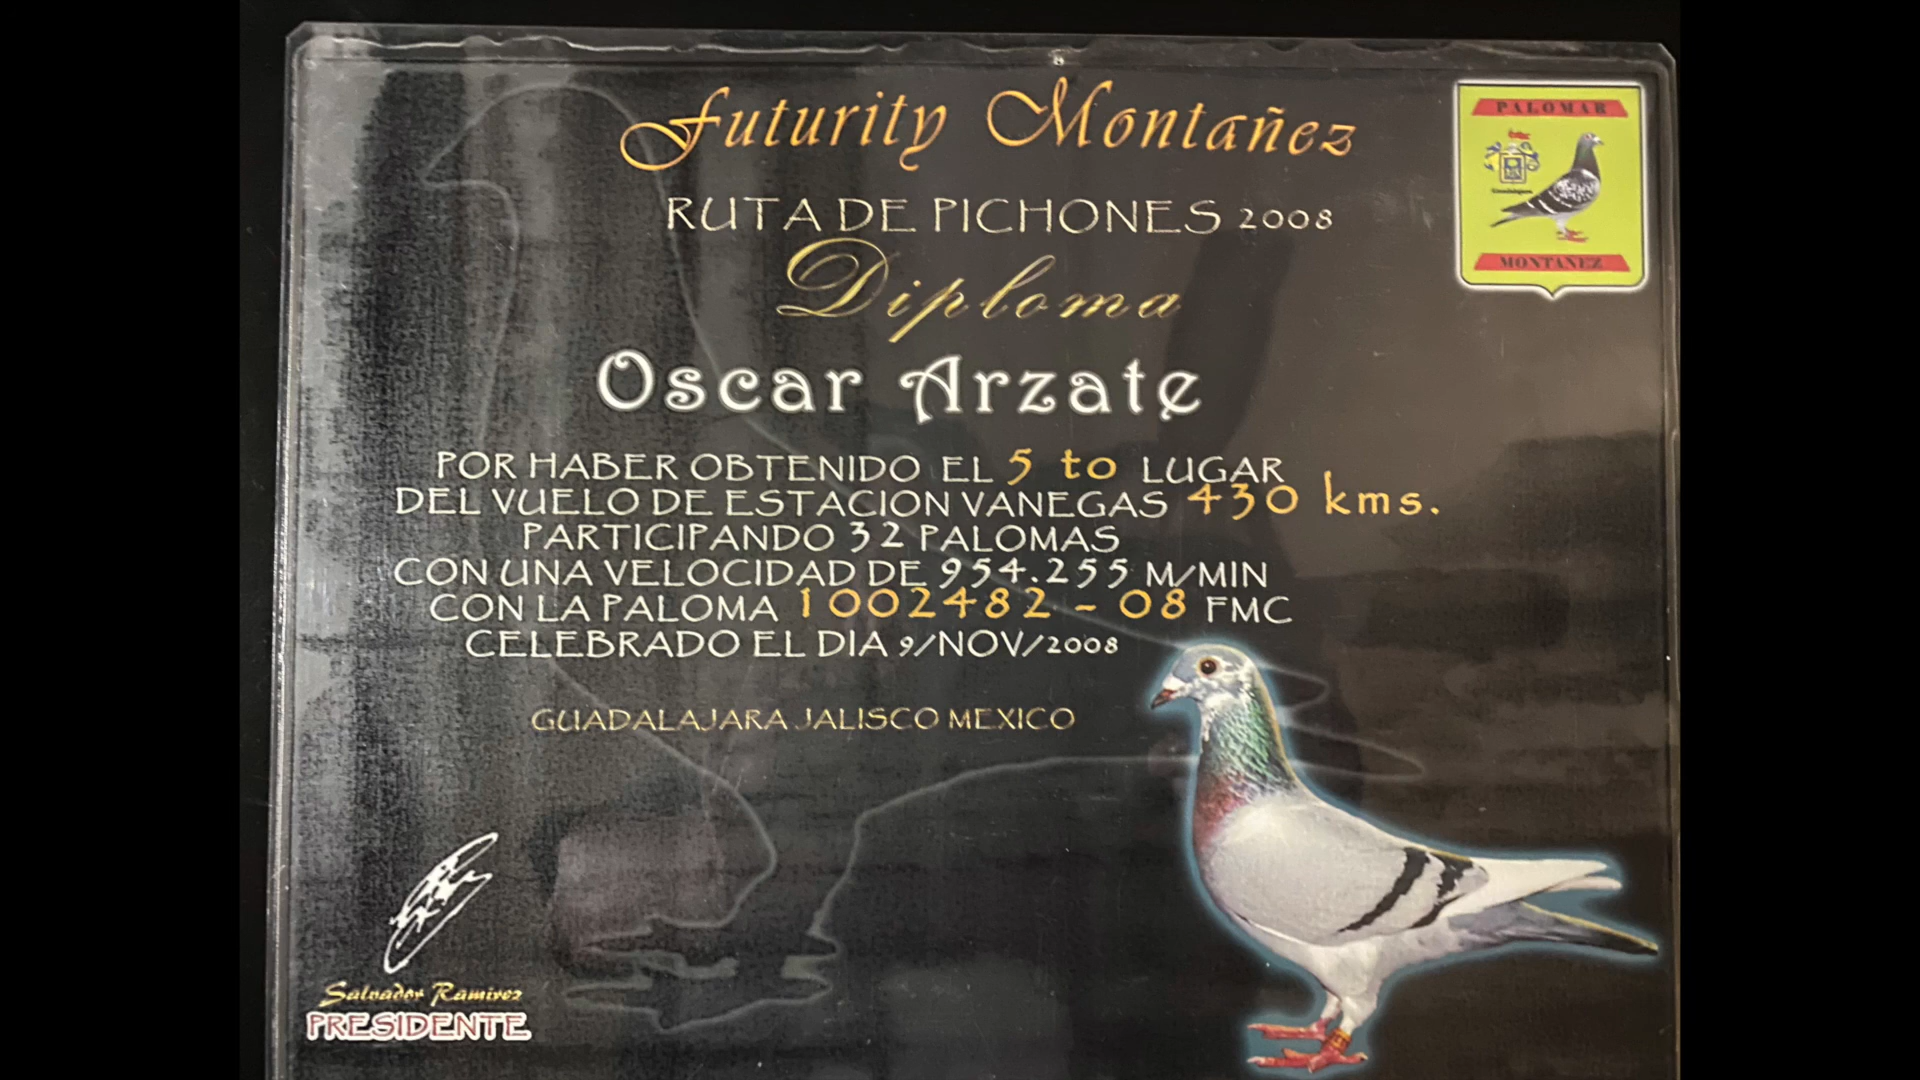 Futurity Montañez
PALOMAR
RUTA DE PICHONES 2008
MONTAÑEZ
Diploma
Oscar Arzate
POR HABER OBTENIDO EL 5 to LUGAR
DEL VUELO DE ESTACION VANEGAS 430 kms.
PARTICIPANDO 32 PALOMAS
CON UNA VELOCIDAD DE 954.255 M/MIN
CON LA PALOMA 1002482 - 08 FMC
CELEBRADO EL DIA 9/NOV/2008
GUADALAJARA JALISCO MEXICO
Salvador Ramirez
PRESIDENTE